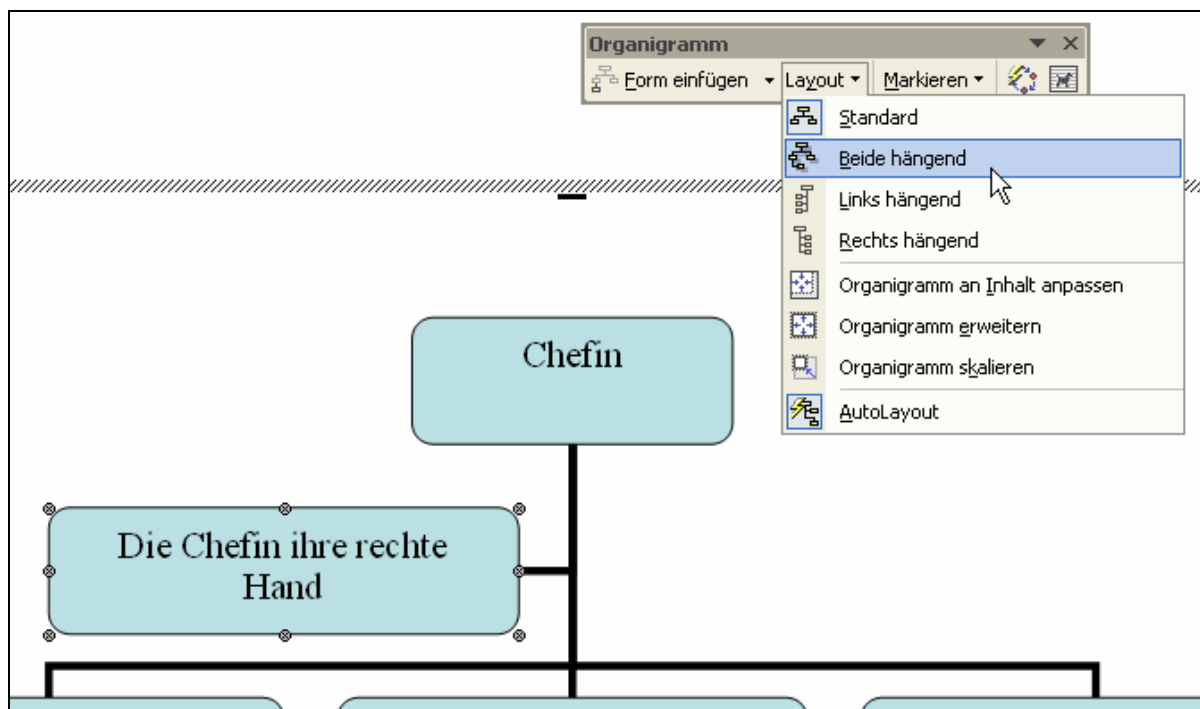 Organigramm
Form einfügen Layout Markieren
Standard
Beide hängend
Links hängend
Rechts hängend
Organigramm an Inhalt anpassen
Organigramm erweitern
Organigramm skalieren
AutoLayout
Chefin
Die Chefin ihre rechte
Hand